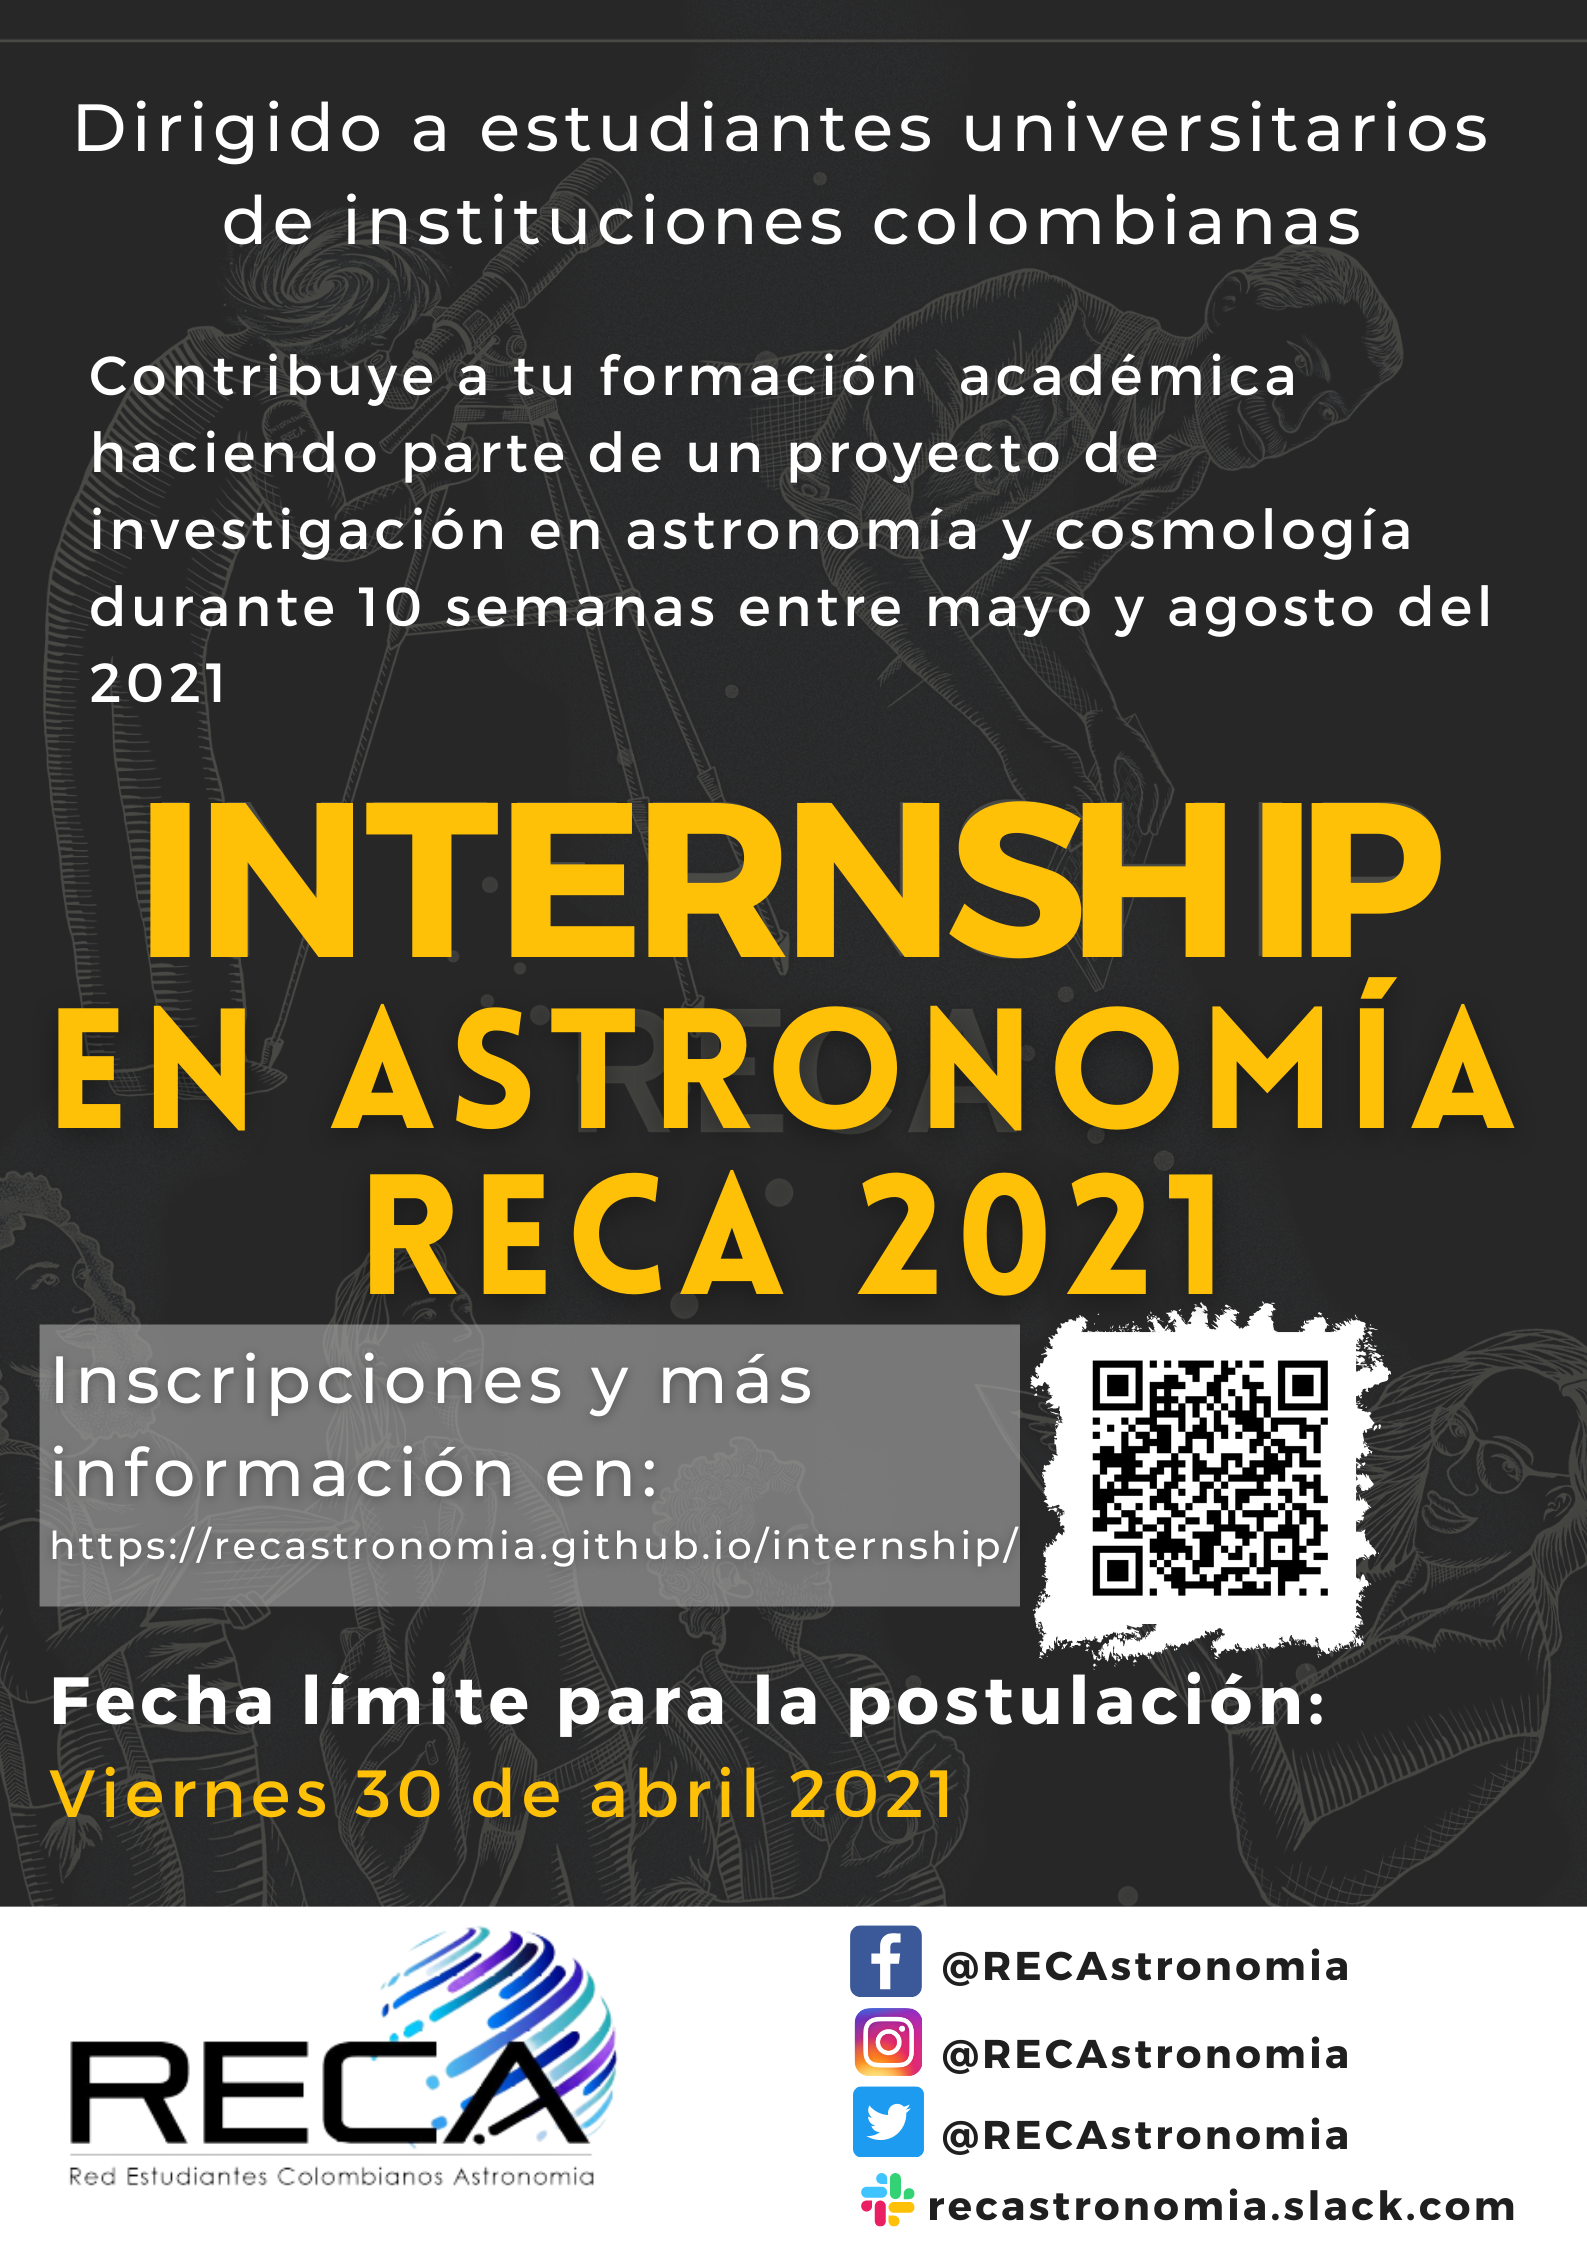 Dirigido a estudiantes universitarios
de instituciones colombianas
Contribuye a tu formación académica
haciendo parte de un proyecto de
investigación en astronomía y cosmología
durante 10 semanas entre mayo y agosto del
2021
INTERNSHIP
EN ASTRONOMÍA
RECA
RECA 2021
Inscripciones y más
información en:
https://recastronomia.github.io/internship/
Fecha límite para la postulación:
Viernes 30 de abril 2021
RECA
Red Estudiantes Colombianos Astronomia
@RECAstronomia
@RECAstronomia
@RECAstronomia
recastronomia.slack.com